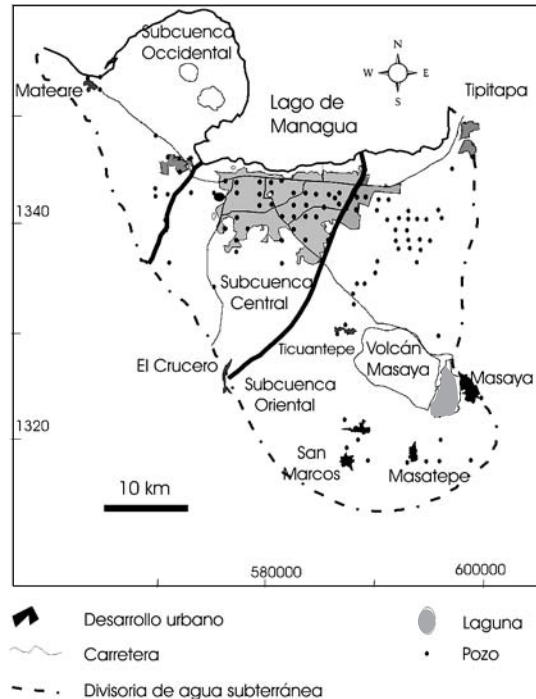 Subcuenca
Occidental
N
W E
S
Mateare
Lago de
Managua
Tipitapa
1340
Subcuenca
Central
Ticuantepe
Volcán
Masaya
El Crucero
Masaya
Subcuenca
Oriental
1320
San
Marcos
Masatepe
10 km
580000
600000
Desarrollo urbano
Laguna
Carretera
Pozo
Divisoria de agua subterránea